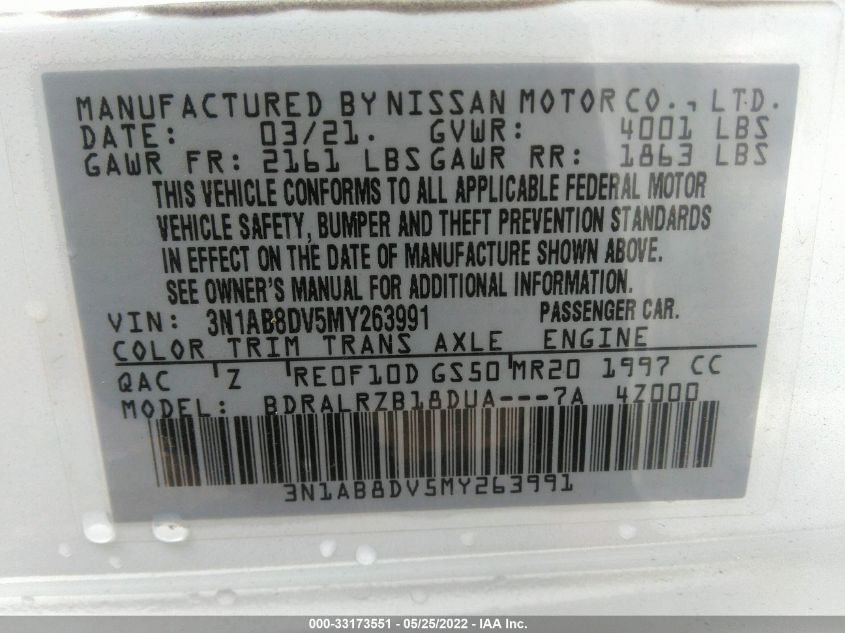 MANUFACTURED BY NISSAN MOTOR CO., LTD.
DATE: 03/21. GVWR: 4001 LBS
GAWR FR: 2161 LBS GAWR RR: 1863 LBS
THIS VEHICLE CONFORMS TO ALL APPLICABLE FEDERAL MOTOR
VEHICLE SAFETY, BUMPER AND THEFT PREVENTION STANDARDS
IN EFFECT ON THE DATE OF MANUFACTURE SHOWN ABOVE.
SEE OWNER'S MANUAL FOR ADDITIONAL INFORMATION.
VIN: 3N1AB8DV5MY263991 PASSENGER CAR.
COLOR TRIM TRANS AXLE ENGINE
QAC Z RE0F10D GS50 MR20 1997 CC
MODEL: BDRALRZB18DUA---7A 4Z000
3N1AB8DV5MY263991
000-33173551 - 05/25/2022 - IAA Inc.